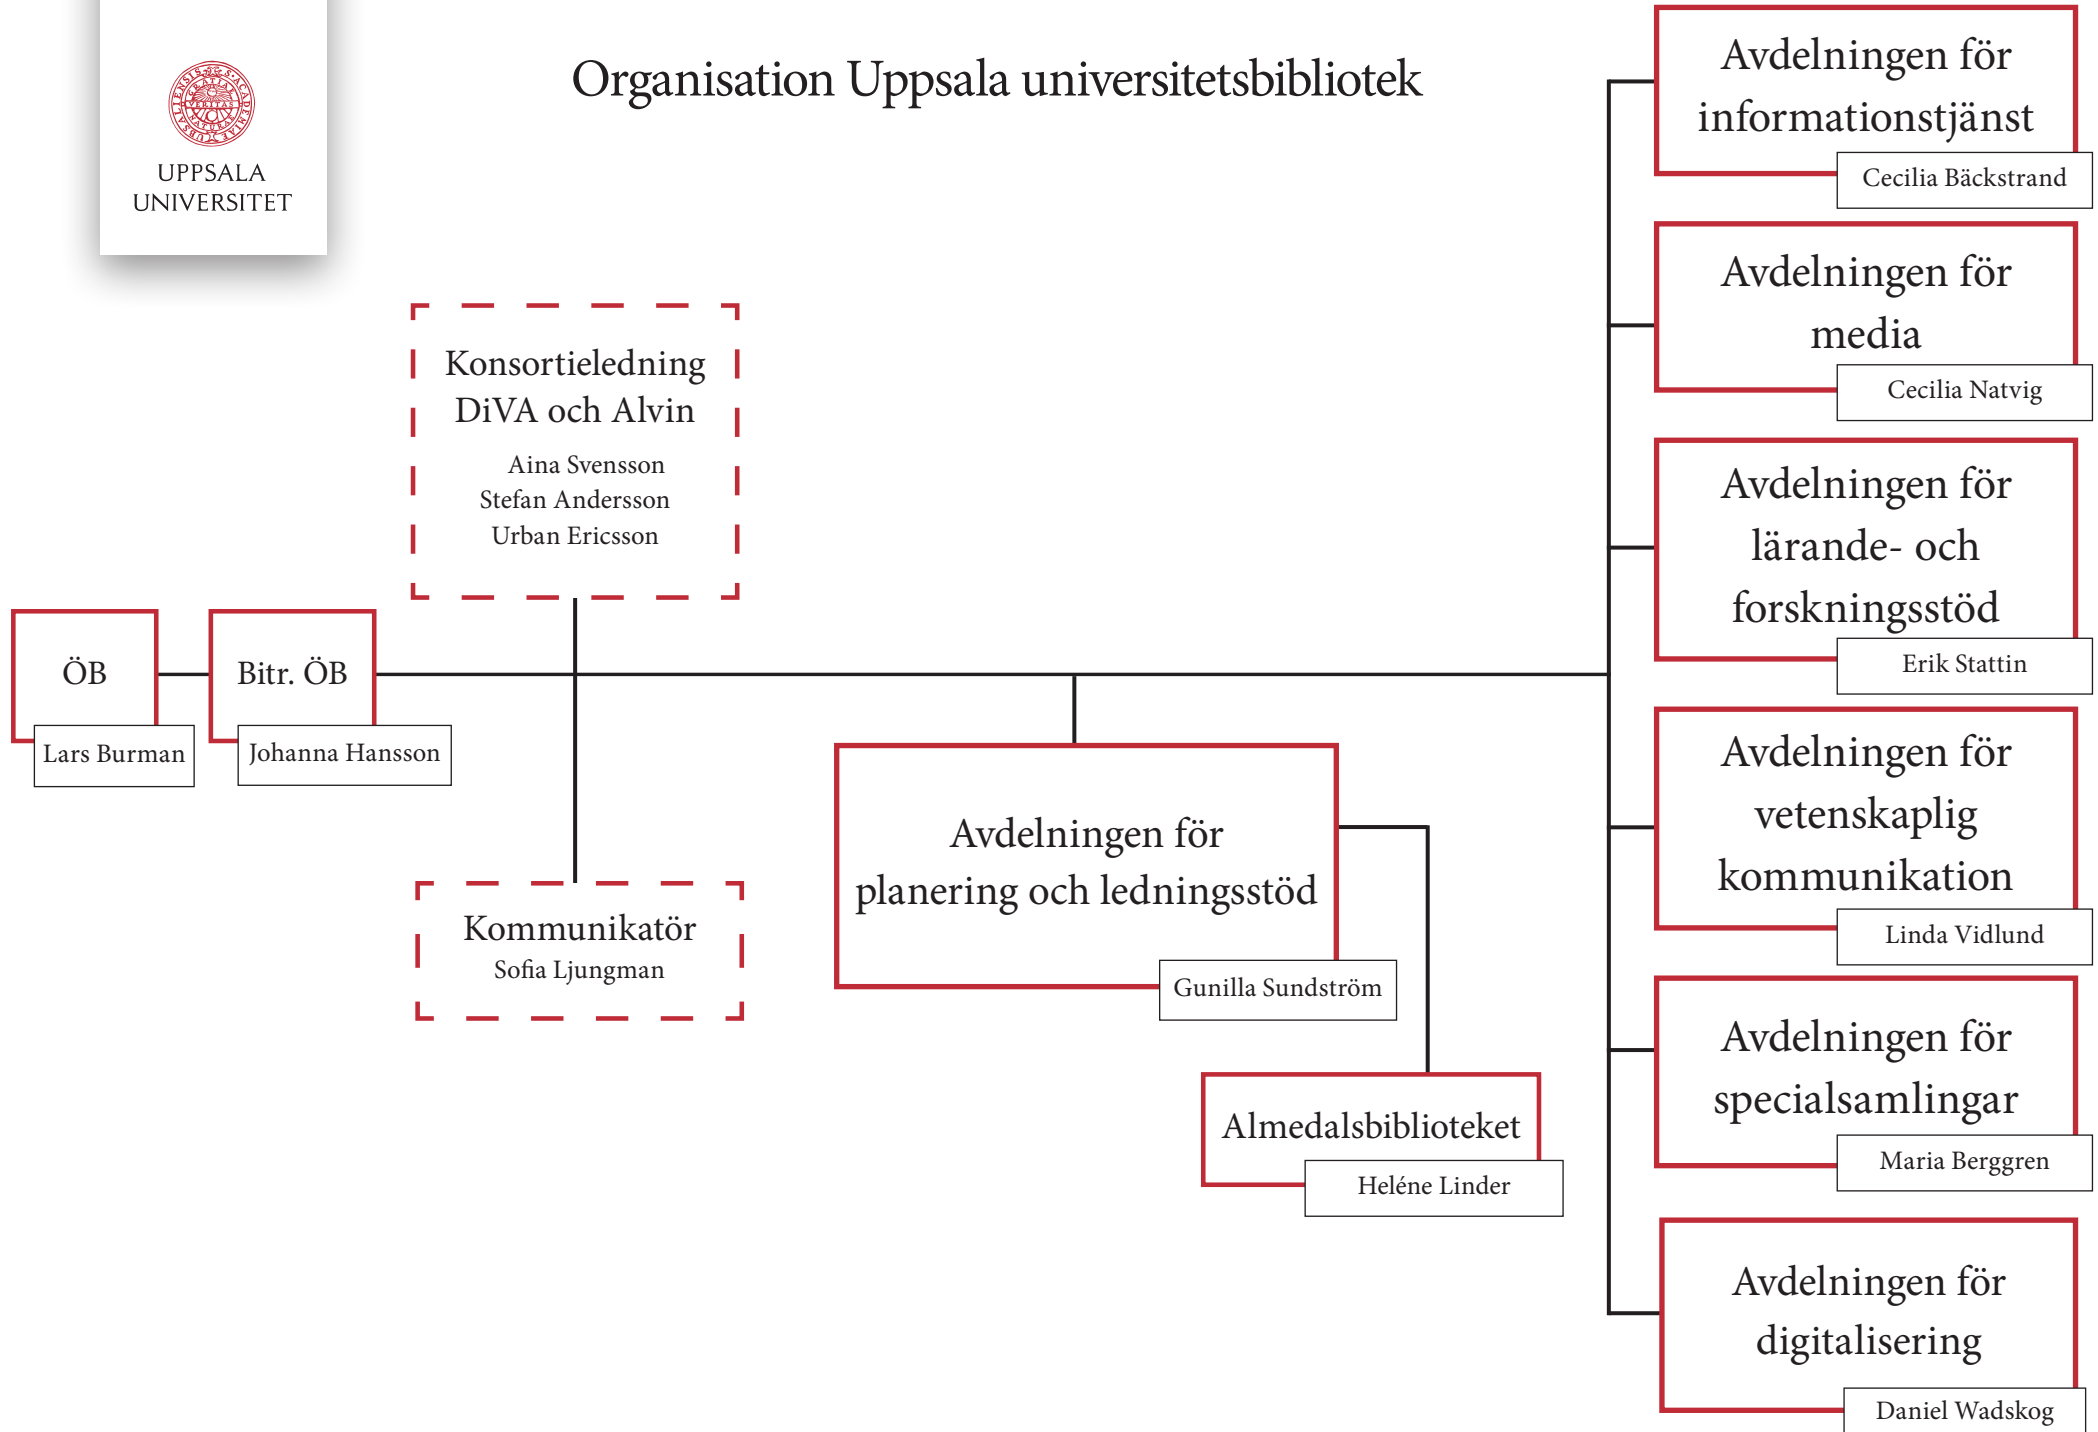 UPPSALA
UNIVERSITET
Organisation Uppsala universitetsbibliotek
Konsortieledning
DiVA och Alvin
Aina Svensson
Stefan Andersson
Urban Ericsson
ÖB
Lars Burman
Bitr. ÖB
Johanna Hansson
Kommunikatör
Sofia Ljungman
Avdelningen för
planering och ledningsstöd
Gunilla Sundström
Almedalsbiblioteket
Heléne Linder
Avdelningen för
informationstjänst
Cecilia Bäckstrand
Avdelningen för
media
Cecilia Natvig
Avdelningen för
lärande- och
forskningsstöd
Erik Stattin
Avdelningen för
vetenskaplig
kommunikation
Linda Vidlund
Avdelningen för
specialsamlingar
Maria Berggren
Avdelningen för
digitalisering
Daniel Wadskog